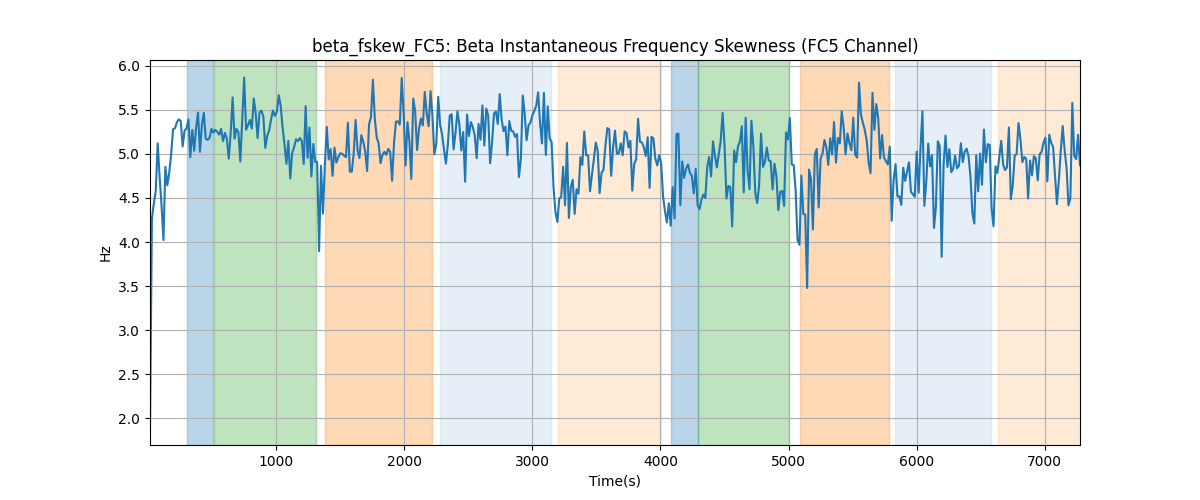 beta_fskew_FC5: Beta Instantaneous Frequency Skewness (FC5 Channel)
6.0
5.5
5.0
4.5
4.0
3.5
3.0
2.5
2.0
Hz
1000 2000 3000 4000 5000 6000 7000
Time(s)